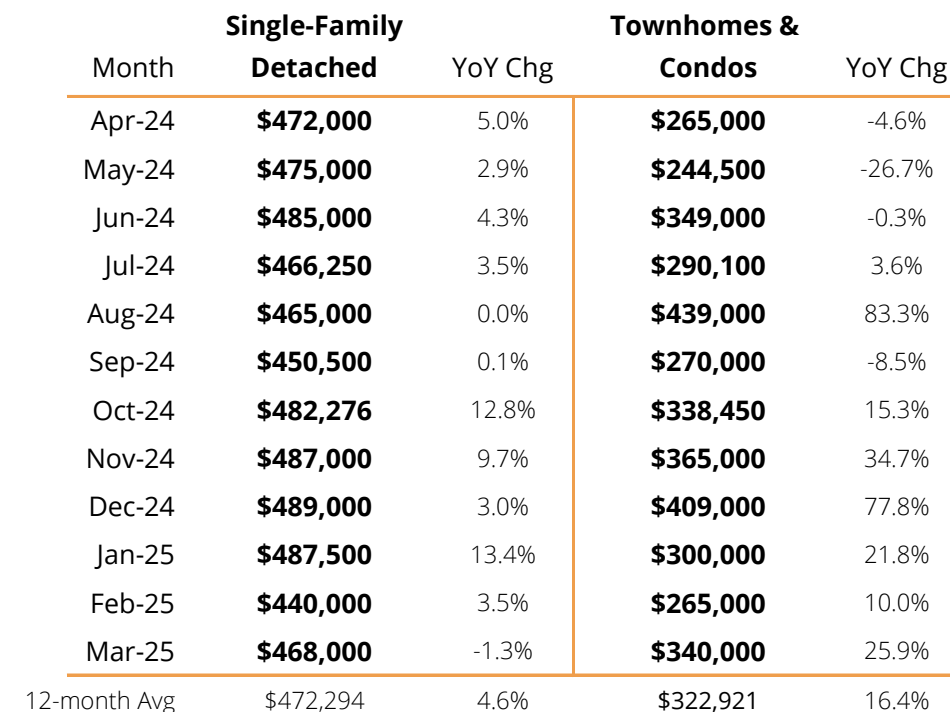 Single-Family Townhomes &
Month Detached YoY Chg Condos YoY Chg
Apr-24 $472,000 5.0% $265,000 -4.6%
May-24 $475,000 2.9% $244,500 -26.7%
Jun-24 $485,000 4.3% $349,000 -0.3%
Jul-24 $466,250 3.5% $290,100 3.6%
Aug-24 $465,000 0.0% $439,000 83.3%
Sep-24 $450,500 0.1% $270,000 -8.5%
Oct-24 $482,276 12.8% $338,450 15.3%
Nov-24 $487,000 9.7% $365,000 34.7%
Dec-24 $489,000 3.0% $409,000 77.8%
Jan-25 $487,500 13.4% $300,000 21.8%
Feb-25 $440,000 3.5% $265,000 10.0%
Mar-25 $468,000 -1.3% $340,000 25.9%
12-month Avg $472,294 4.6% $322,921 16.4%